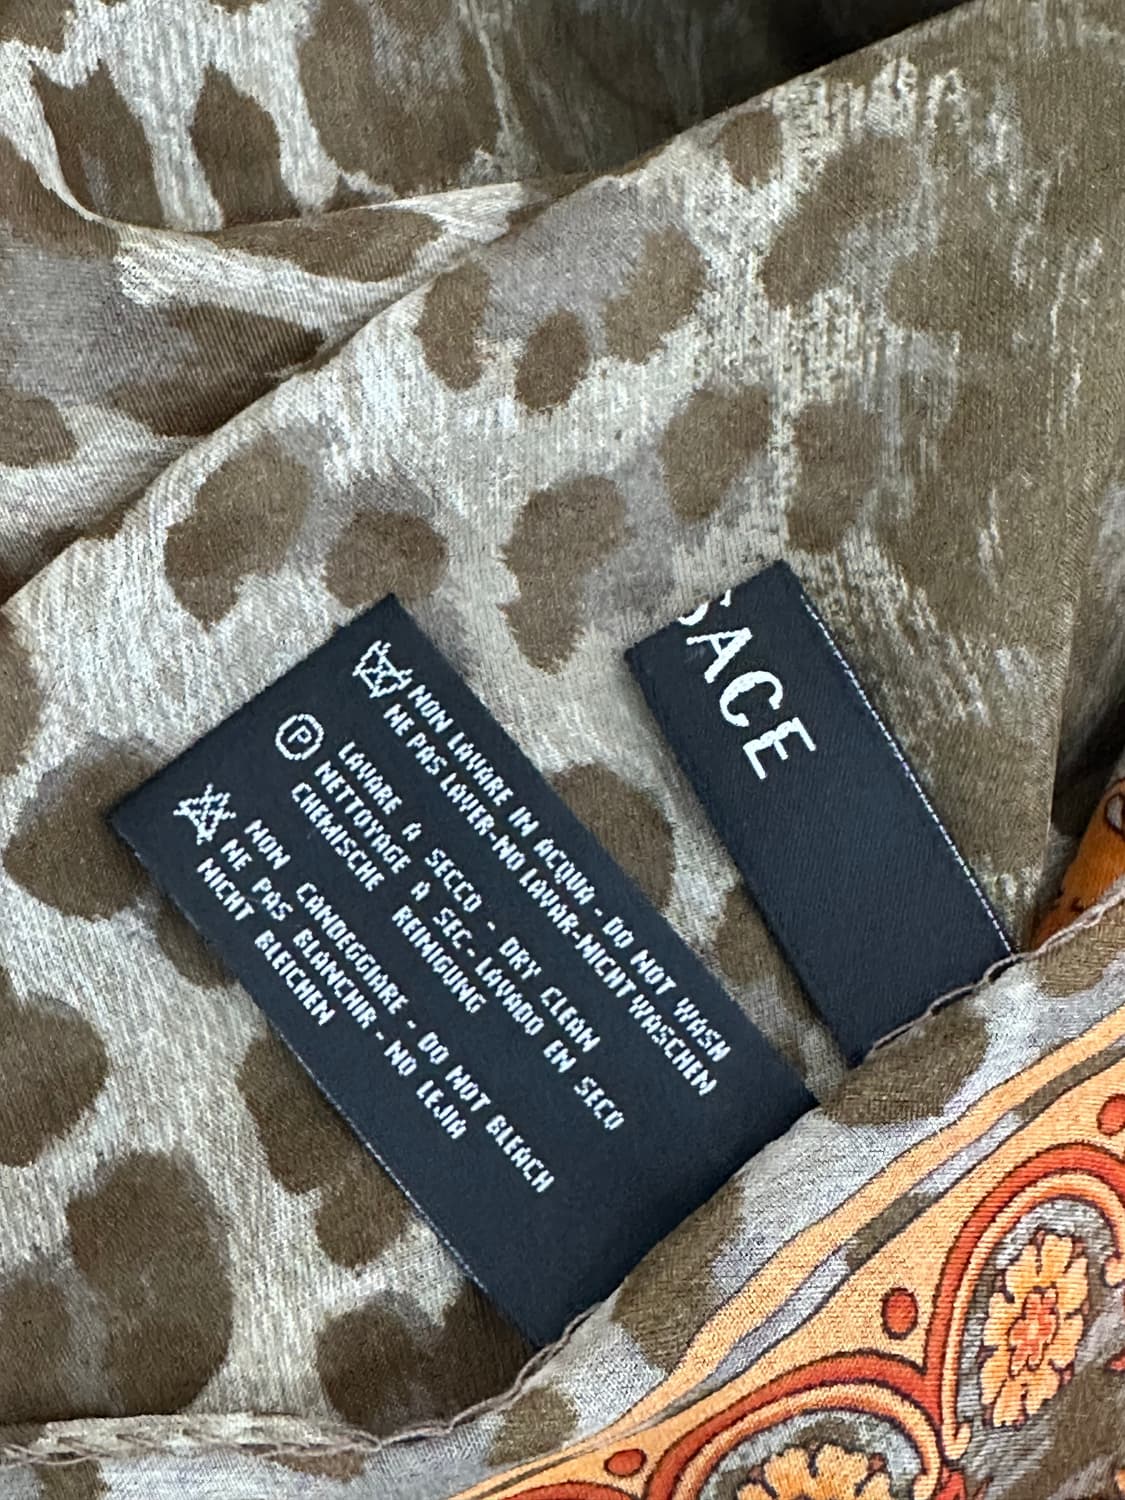 NON LAVARE IN ACQUA - DO NOT WASH
NE PAS LAVER-NO LAVAR-NICHT WASCHEN
P
LAVARE A SECCO - DRY CLEAN
NETTOYAGE A SEC-LAVADO EN SECO
CHEMISCHE REINIGUNG
NON CANDEGGIARE - DO NOT BLEACH
NE PAS BLANCHIR - NO LEJIA
NICHT BLEICHEN
SACE